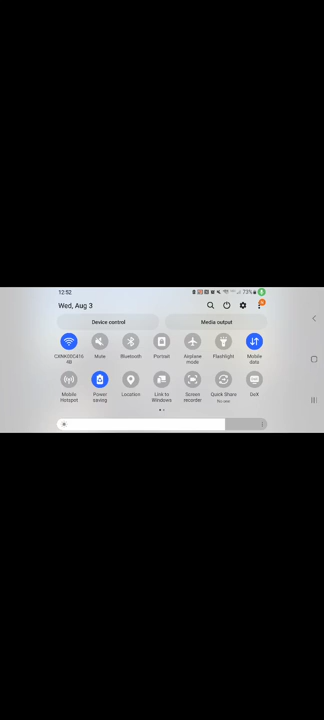 12:52
73%
Wed, Aug 3
N
Device control
Media output
Mute
Bluetooth
Portrait
Airplane
mode
Flashlight
Mobile
data
Mobile
Hotspot
Power
saving
Location
Link to
Windows
Screen
recorder
Quick Share
DeX